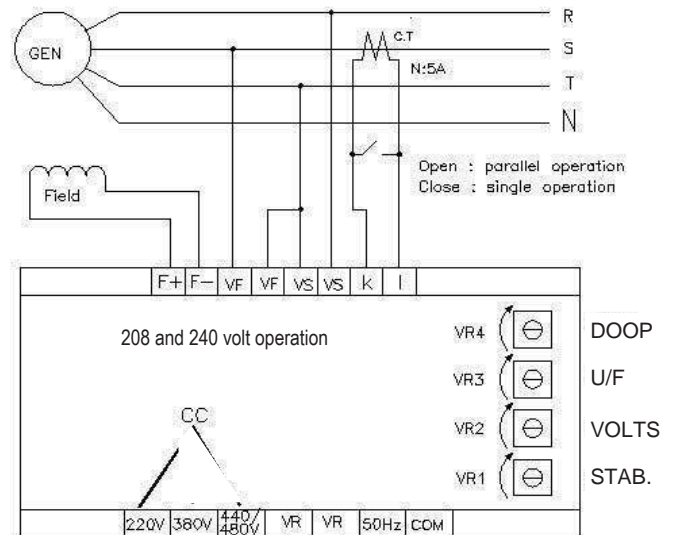 R
GEN
C.T
S
N:5A
T
N
Open : parallel operation
Close : single operation
Field
F+ F− VF VF VS VS k l
208 and 240 volt operation
VR4 DOOP
VR3 U/F
CC
VR2 VOLTS
VR1 STAB.
220V 380V 440/480V VR VR 50Hz COM